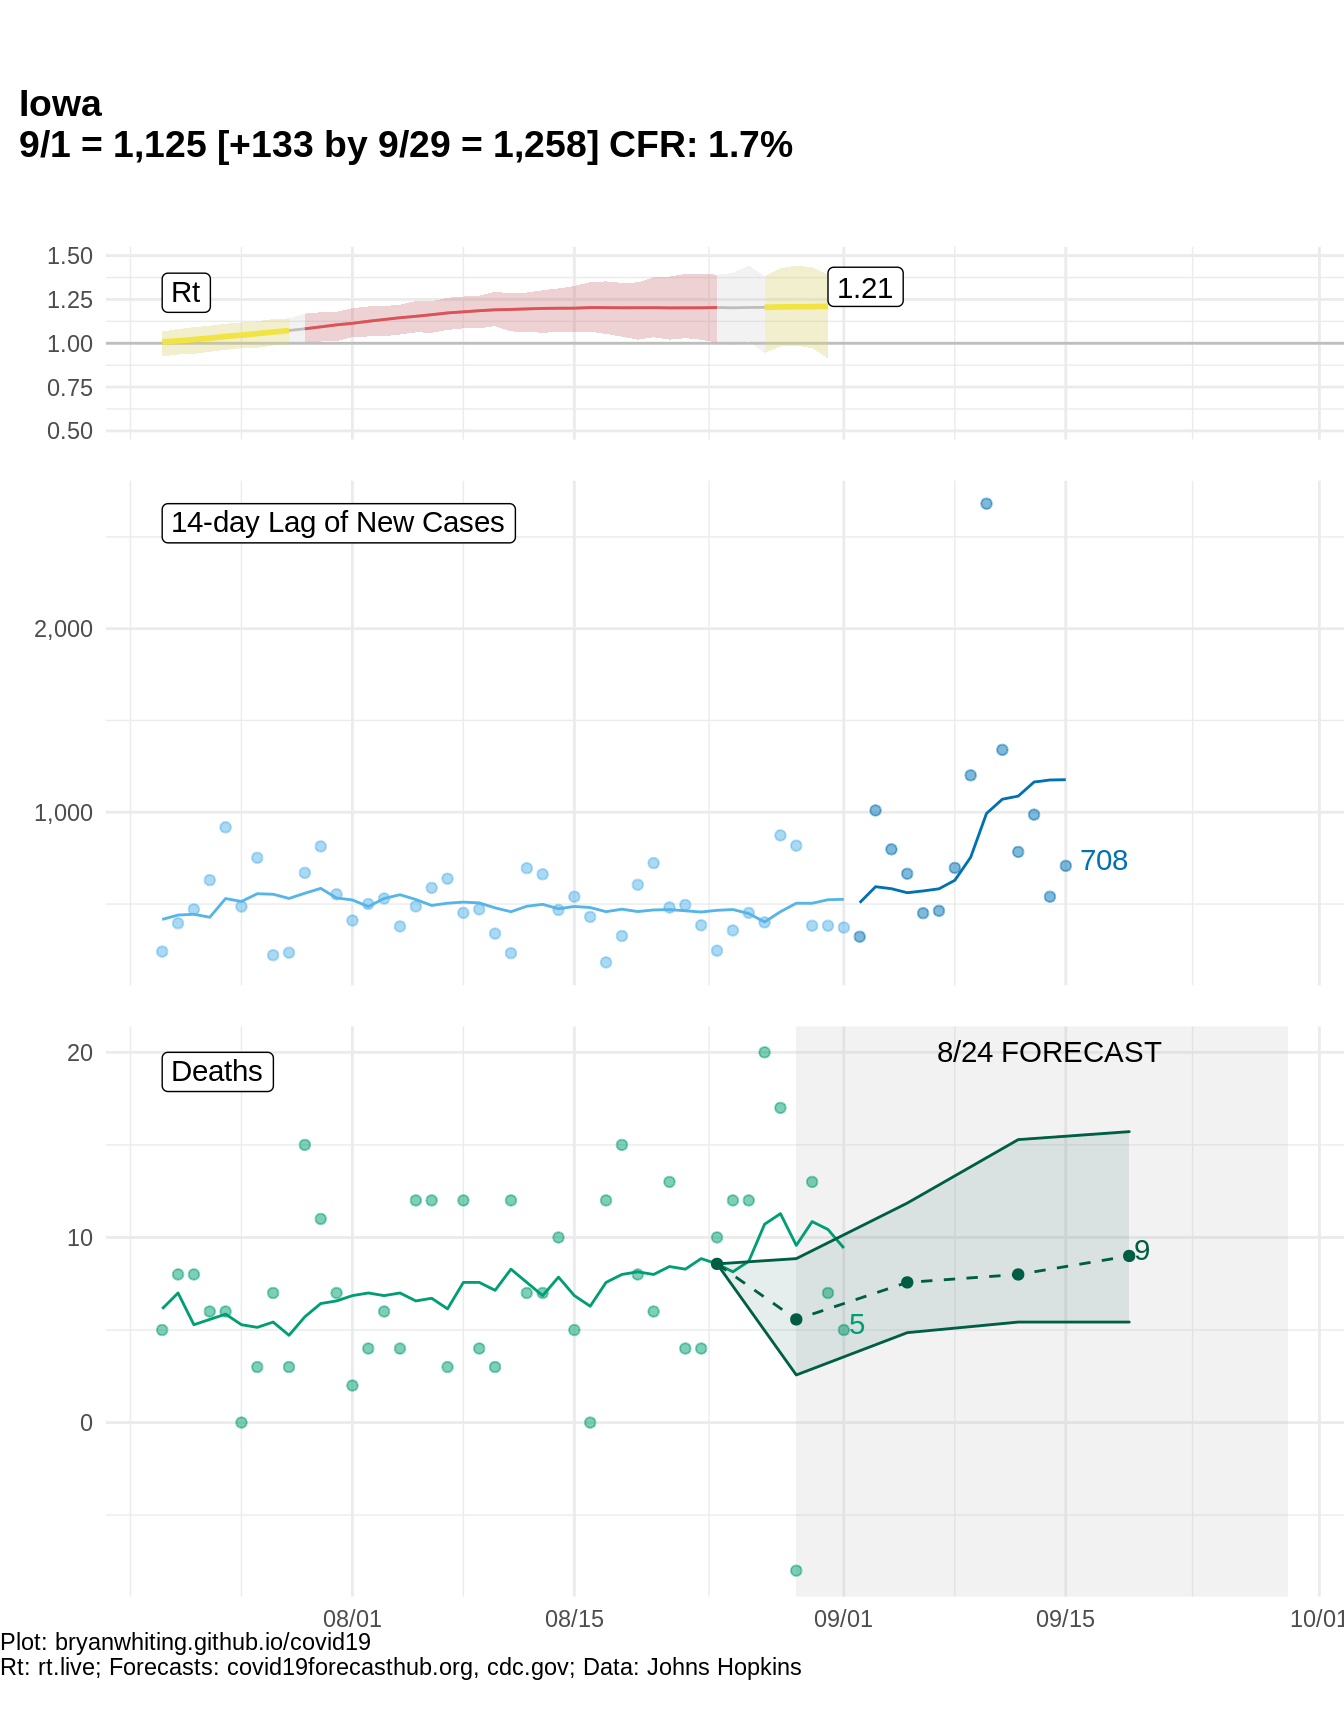 Iowa
9/1 = 1,125 [+133 by 9/29 = 1,258] CFR: 1.7%
1.50
1.25
1.00
0.75
0.50
Rt
1.21
14-day Lag of New Cases
2,000
1,000
708
20
10
0
Deaths
8/24 FORECAST
9
5
08/01
08/15
09/01
09/15
10/01
Plot: bryanwhiting.github.io/covid19
Rt: rt.live; Forecasts: covid19forecasthub.org, cdc.gov; Data: Johns Hopkins